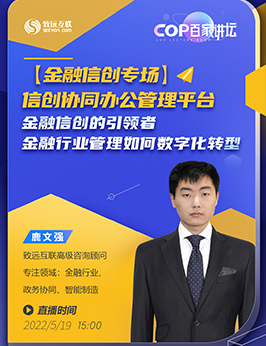 致远互联
seeyon.com
COP百家讲坛
【金融信创专场】
信创协同办公管理平台
金融信创的引领者
金融行业管理如何数字化转型
鹿文强
致远互联高级咨询顾问
专注领域：金融行业、
政务协同、智能制造
直播时间
2022/5/19 15:00